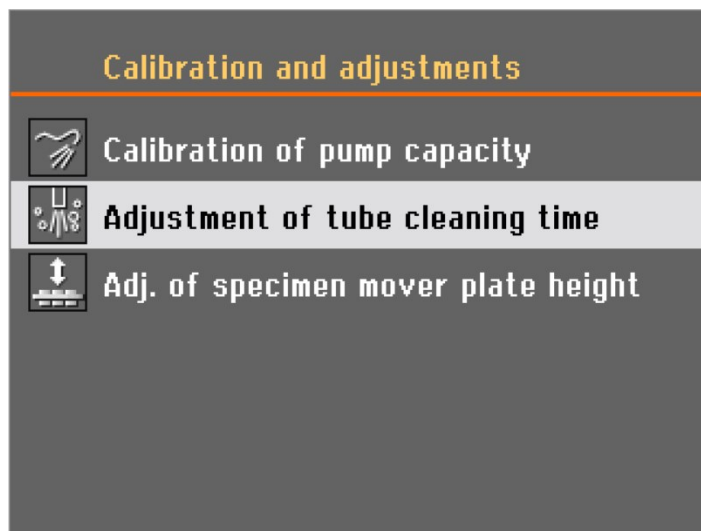 Calibration and adjustments
Calibration of pump capacity
Adjustment of tube cleaning time
Adj. of specimen mover plate height